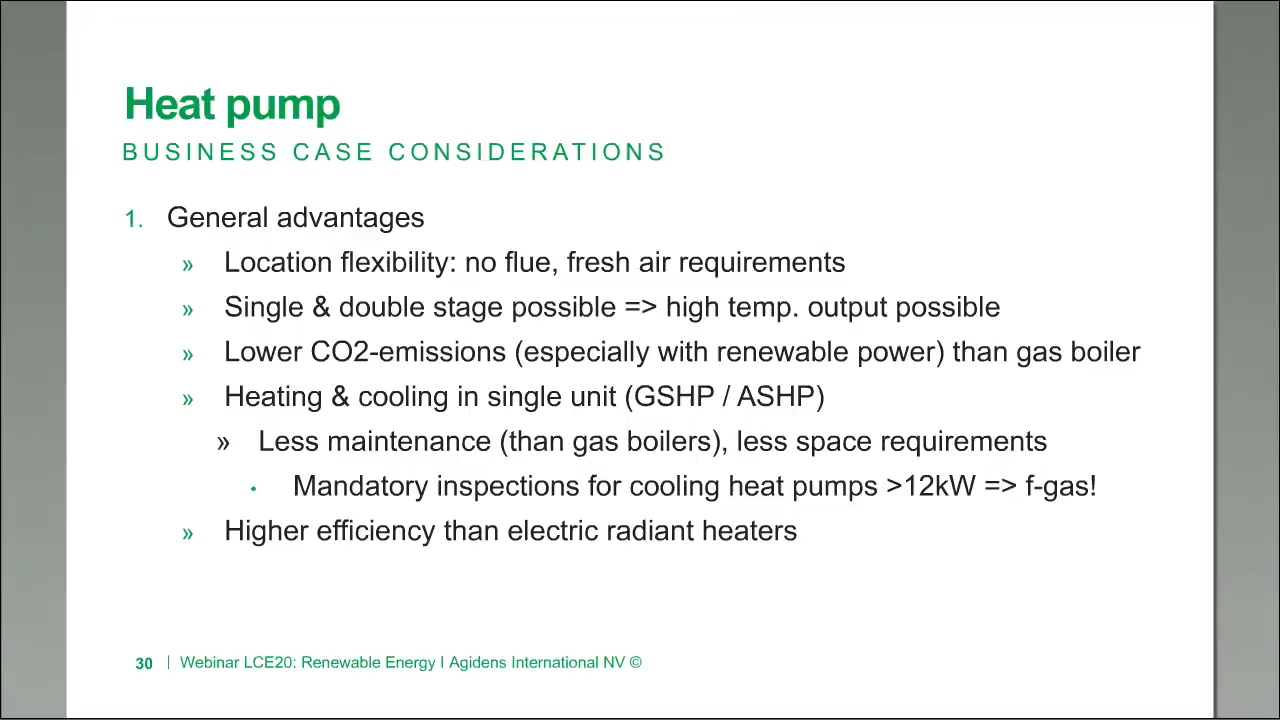 Heat pump
BUSINESS CASE CONSIDERATIONS
1. General advantages
» Location flexibility: no flue, fresh air requirements
» Single & double stage possible => high temp. output possible
» Lower CO2-emissions (especially with renewable power) than gas boiler
» Heating & cooling in single unit (GSHP / ASHP)
» Less maintenance (than gas boilers), less space requirements
• Mandatory inspections for cooling heat pumps >12kW => f-gas!
» Higher efficiency than electric radiant heaters
30 | Webinar LCE20: Renewable Energy I Agidens International NV ©